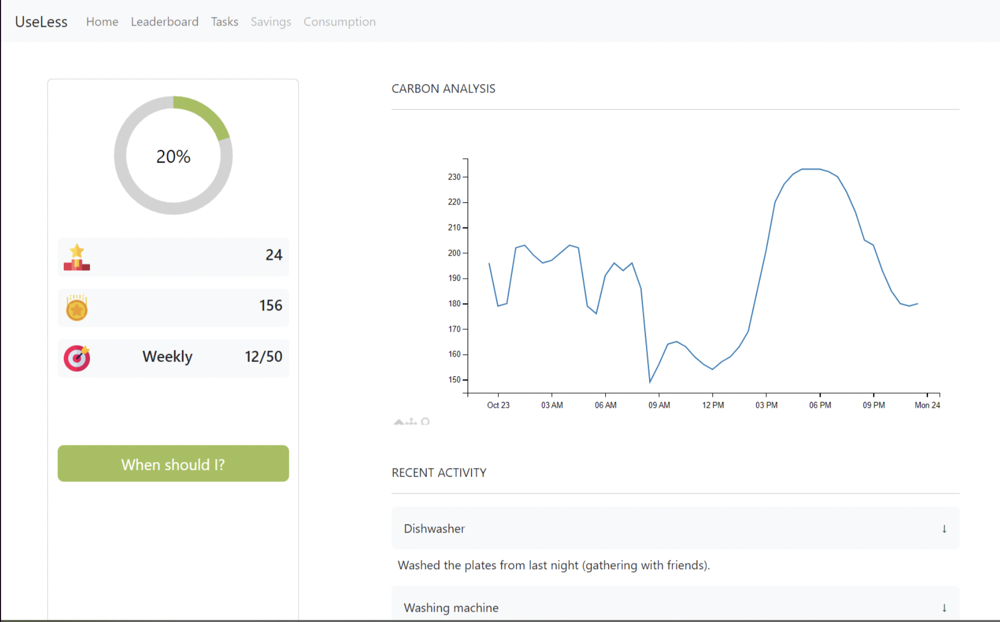 UseLess Home Leaderboard Tasks Savings Consumption
20%
24
156
Weekly 12/50
When should I?
CARBON ANALYSIS
230
220
210
200
190
180
170
160
150
Oct 23 03 AM 06 AM 09 AM 12 PM 03 PM 06 PM 09 PM Mon 24
RECENT ACTIVITY
Dishwasher ↓
Washed the plates from last night (gathering with friends).
Washing machine ↓